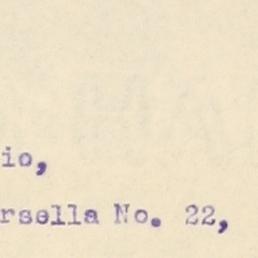 io,
rsella No. 22,